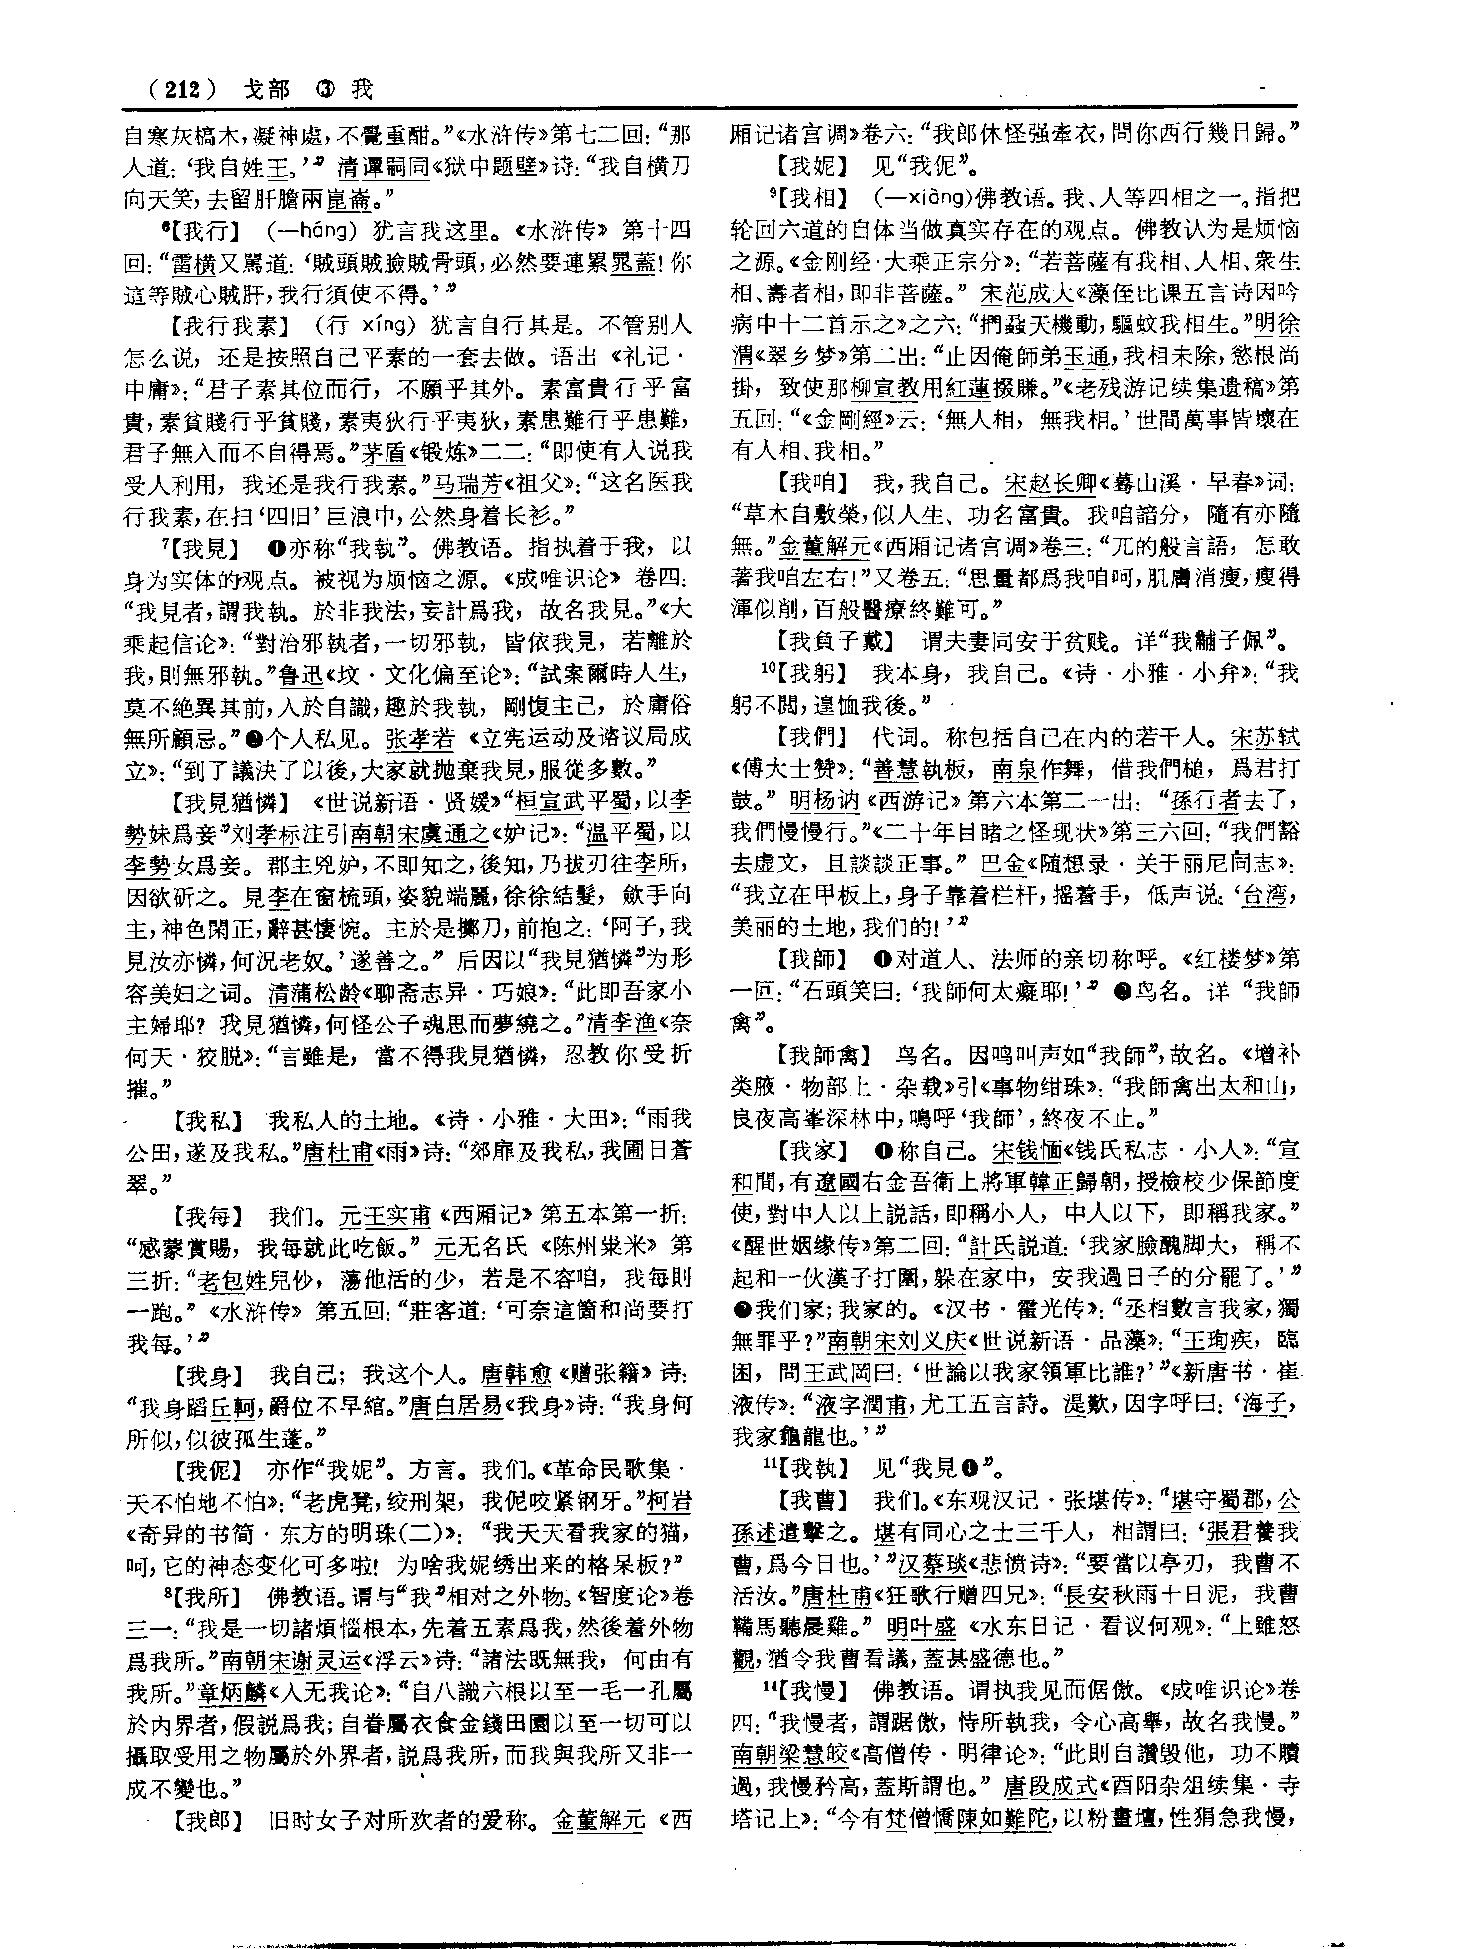 （212） 戈部 ③ 我
自寒灰槁木，凝神處，不覺重酣。”《水浒传》第七二回：“那
人道：‘我自姓王。’” 清谭嗣同《狱中题壁》诗：“我自横刀
向天笑，去留肝膽兩崑崙。”
⁶【我行】 （—háng） 犹言我这里。《水浒传》 第十四
回：“雷横又駡道：‘賊頭賊臉賊骨頭，必然要連累晁蓋！你
這等賊心賊肝，我行須使不得。’”
【我行我素】 （行 xíng） 犹言自行其是。不管别人
怎么说，还是按照自己平素的一套去做。语出《礼记·
中庸》：“君子素其位而行，不願乎其外。素富貴行乎富
貴，素貧賤行乎貧賤，素夷狄行乎夷狄，素患難行乎患難，
君子無入而不自得焉。”茅盾《锻炼》二二：“即使有人说我
受人利用，我还是我行我素。”马瑞芳《祖父》：“这名医我
行我素，在扫‘四旧’巨浪中，公然身着长衫。”
⁷【我見】 ❶亦称“我執”。佛教语。指执着于我，以
身为实体的观点。被视为烦恼之源。《成唯识论》卷四：
“我見者，謂我執。於非我法，妄計爲我，故名我見。”《大
乘起信论》：“對治邪執者，一切邪執，皆依我見，若離於
我，則無邪執。”鲁迅《坟·文化偏至论》：“試案爾時人生，
莫不絶異其前，入於自識，趣於我執，剛愎主己，於庸俗
無所顧忌。”❷个人私见。张孝若《立宪运动及谘议局成
立》：“到了議決了以後，大家就抛棄我見，服從多數。”
【我見猶憐】 《世说新语·贤媛》“桓宣武平蜀，以李
勢妹爲妾”刘孝标注引南朝宋虞通之《妒记》：“温平蜀，以
李勢女爲妾。郡主兇妒，不即知之，後知，乃拔刃往李所，
因欲斫之。見李在窗梳頭，姿貌端麗，徐徐結髮，斂手向
主，神色閑正，辭甚悽惋。主於是擲刀，前抱之：‘阿子，我
見汝亦憐，何況老奴。’遂善之。”后因以“我見猶憐”为形
容美妇之词。清蒲松龄《聊斋志异·巧娘》：“此即吾家小
主婦耶？我見猶憐，何怪公子魂思而夢繞之。”清李渔《奈
何天·狡脱》：“言雖是，當不得我見猶憐，忍教你受折
摧。”
【我私】 我私人的土地。《诗·小雅·大田》：“雨我
公田，遂及我私。”唐杜甫《雨》诗：“郊扉及我私，我圃日蒼
翠。”
【我每】 我们。元王实甫《西厢记》第五本第一折：
“感蒙賞賜，我每就此吃飯。”元无名氏《陈州粜米》第
三折：“老包姓兒㑇，蕩他活的少，若是不容咱，我每則
一跑。”《水浒传》第五回：“莊客道：‘可奈這箇和尚要打
我每。’”
【我身】 我自己；我这个人。唐韩愈《赠张籍》诗：
“我身蹈丘軻，爵位不早綰。”唐白居易《我身》诗：“我身何
所似，似彼孤生蓬。”
【我伲】 亦作“我妮”。方言。我们。《革命民歌集·
天不怕地不怕》：“老虎凳，绞刑架，我伲咬紧钢牙。”柯岩
《奇异的书简·东方的明珠（二）》：“我天天看我家的猫，
呵，它的神态变化可多啦！为啥我妮绣出来的格呆板？”
⁸【我所】 佛教语。谓与“我”相对之外物。《智度论》卷
三一：“我是一切諸煩惱根本，先着五素爲我，然後着外物
爲我所。”南朝宋谢灵运《浮云》诗：“諸法既無我，何由有
我所。”章炳麟《人无我论》：“自八識六根以至一毛一孔屬
於内界者，假説爲我；自眷屬衣食金錢田園以至一切可以
攝取受用之物屬於外界者，説爲我所，而我與我所又非一
成不變也。”
【我郎】 旧时女子对所欢者的爱称。金董解元《西
厢记诸宫调》卷六：“我郎休怪强牽衣，問你西行幾日歸。”
【我妮】 见“我伲”。
⁹【我相】 （—xiàng）佛教语。我、人等四相之一。指把
轮回六道的自体当做真实存在的观点。佛教认为是烦恼
之源。《金刚经·大乘正宗分》：“若菩薩有我相、人相、衆生
相、壽者相，即非菩薩。”宋范成大《藻侄比课五言诗因吟
病中十二首示之》之六：“捫蝨天機動，驅蚊我相生。”明徐
渭《翠乡梦》第二出：“止因俺師弟玉通，我相未除，慾根尚
掛，致使那柳宣教用紅蓮掇賺。”《老残游记续集遗稿》第
五回：“《金剛經》云：‘無人相，無我相。’世間萬事皆壞在
有人相、我相。”
【我咱】 我，我自己。宋赵长卿《蓦山溪·早春》词：
“草木自敷榮，似人生、功名富貴。我咱諳分，隨有亦隨
無。”金董解元《西厢记诸宫调》卷三：“兀的般言語，怎敢
著我咱左右！”又卷五：“思量都爲我咱呵，肌膚消瘦，瘦得
渾似削，百般醫療終難可。”
【我負子戴】 谓夫妻同安于贫贱。详“我黼子佩”。
¹⁰【我躬】 我本身，我自己。《诗·小雅·小弁》：“我
躬不閲，遑恤我後。”
【我們】 代词。称包括自己在内的若干人。宋苏轼
《傅大士赞》：“善慧執板，南泉作舞，借我們槌，爲君打
鼓。”明杨讷《西游记》第六本第二一出：“孫行者去了，
我們慢慢行。”《二十年目睹之怪现状》第三六回：“我們豁
去虚文，且談談正事。”巴金《随想录·关于丽尼同志》：
“我立在甲板上，身子靠着栏杆，摇着手，低声说：‘台湾，
美丽的土地，我们的！’”
【我師】 ❶对道人、法师的亲切称呼。《红楼梦》第
一回：“石頭笑曰：‘我師何太癡耶！’” ❷鸟名。详“我師
禽”。
【我師禽】 鸟名。因鸣叫声如“我師”，故名。《增补
类腋·物部上·杂载》引《事物绀珠》：“我師禽出太和山，
良夜高峯深林中，鳴呼‘我師’，終夜不止。”
【我家】 ❶称自己。宋钱愐《钱氏私志·小人》：“宣
和間，有遼國右金吾衛上將軍韓正歸朝，授檢校少保節度
使，對中人以上説話，即稱小人，中人以下，即稱我家。”
《醒世姻缘传》第二回：“計氏説道：‘我家臉醜脚大，稱不
起和一伙漢子打圍，躲在家中，安我過日子的分罷了。’”
❷我们家；我家的。《汉书·霍光传》：“丞相數言我家，獨
無罪乎？”南朝宋刘义庆《世说新语·品藻》：“王珣疾，臨
困，問王武岡曰：‘世論以我家領軍比誰？’”《新唐书·崔
液传》：“液字潤甫，尤工五言詩。湜歎，因字呼曰：‘海子，
我家龜龍也。’”
¹¹【我執】 见“我見❶”。
【我曹】 我们。《东观汉记·张堪传》：“堪守蜀郡，公
孫述遣擊之。堪有同心之士三千人，相謂曰：‘張君養我
曹，爲今日也。’”汉蔡琰《悲愤诗》：“要當以亭刃，我曹不
活汝。”唐杜甫《狂歌行赠四兄》：“長安秋雨十日泥，我曹
鞴馬聽晨雞。”明叶盛《水东日记·看议何观》：“上雖怒
觀，猶令我曹看議，蓋甚盛德也。”
¹⁴【我慢】 佛教语。谓执我见而倨傲。《成唯识论》卷
四：“我慢者，謂踞傲，恃所執我，令心高舉，故名我慢。”
南朝梁慧皎《高僧传·明律论》：“此則自讚毁他，功不贖
過，我慢矜高，蓋斯謂也。”唐段成式《酉阳杂俎续集·寺
塔记上》：“今有梵僧憍陳如難陀，以粉畫壇，性狷急我慢，